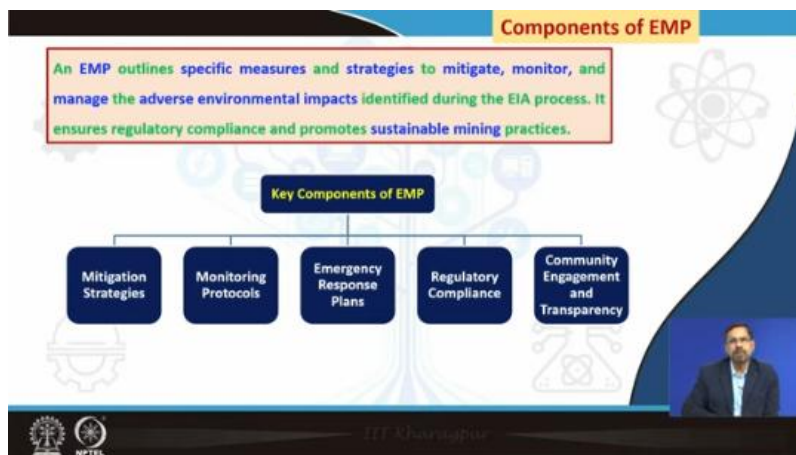 Components of EMP
An EMP outlines specific measures and strategies to mitigate, monitor, and
manage the adverse environmental impacts identified during the EIA process. It
ensures regulatory compliance and promotes sustainable mining practices.
Key Components of EMP
Mitigation
Strategies
Monitoring
Protocols
Emergency
Response
Plans
Regulatory
Compliance
Community
Engagement
and
Transparency
IIT Kharagpur
NPTEL